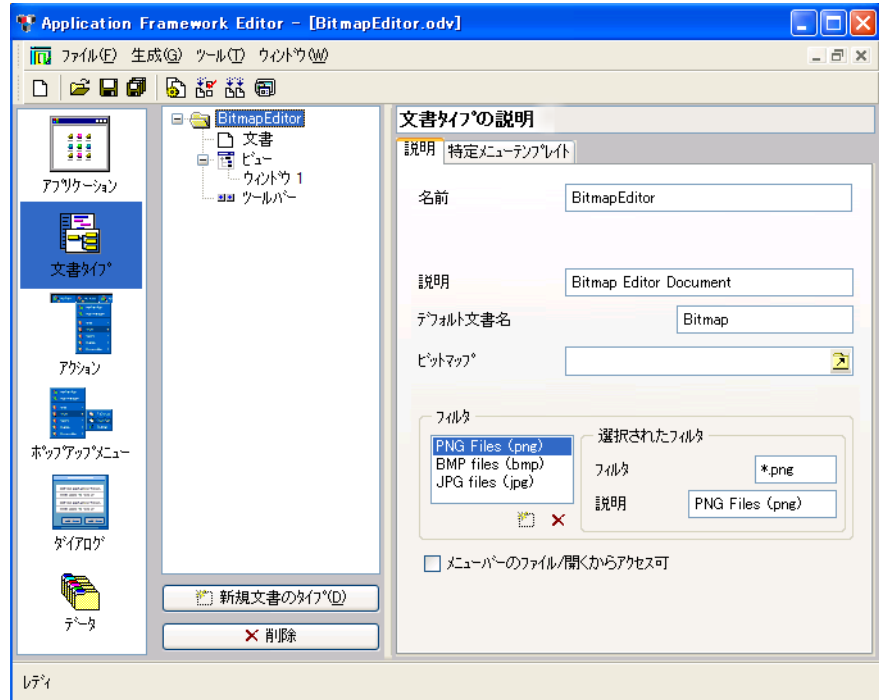 Application Framework Editor - [BitmapEditor.odv]
ファイル(F) 生成(G) ツール(T) ウィンドウ(W)
アプリケーション
文書タイプ
アクション
ポップアップメニュー
ダイアログ
データ
BitmapEditor
文書
ビュー
ウィンドウ 1
ツールバー
新規文書のタイプ(D)
削除
文書タイプの説明
説明 特定メニューテンプレイト
名前 BitmapEditor
説明 Bitmap Editor Document
デフォルト文書名 Bitmap
ビットマップ
フィルタ
PNG Files (png)
BMP files (bmp)
JPG files (jpg)
選択されたフィルタ
フィルタ *.png
説明 PNG Files (png)
メニューバーのファイル/開くからアクセス可
レディ